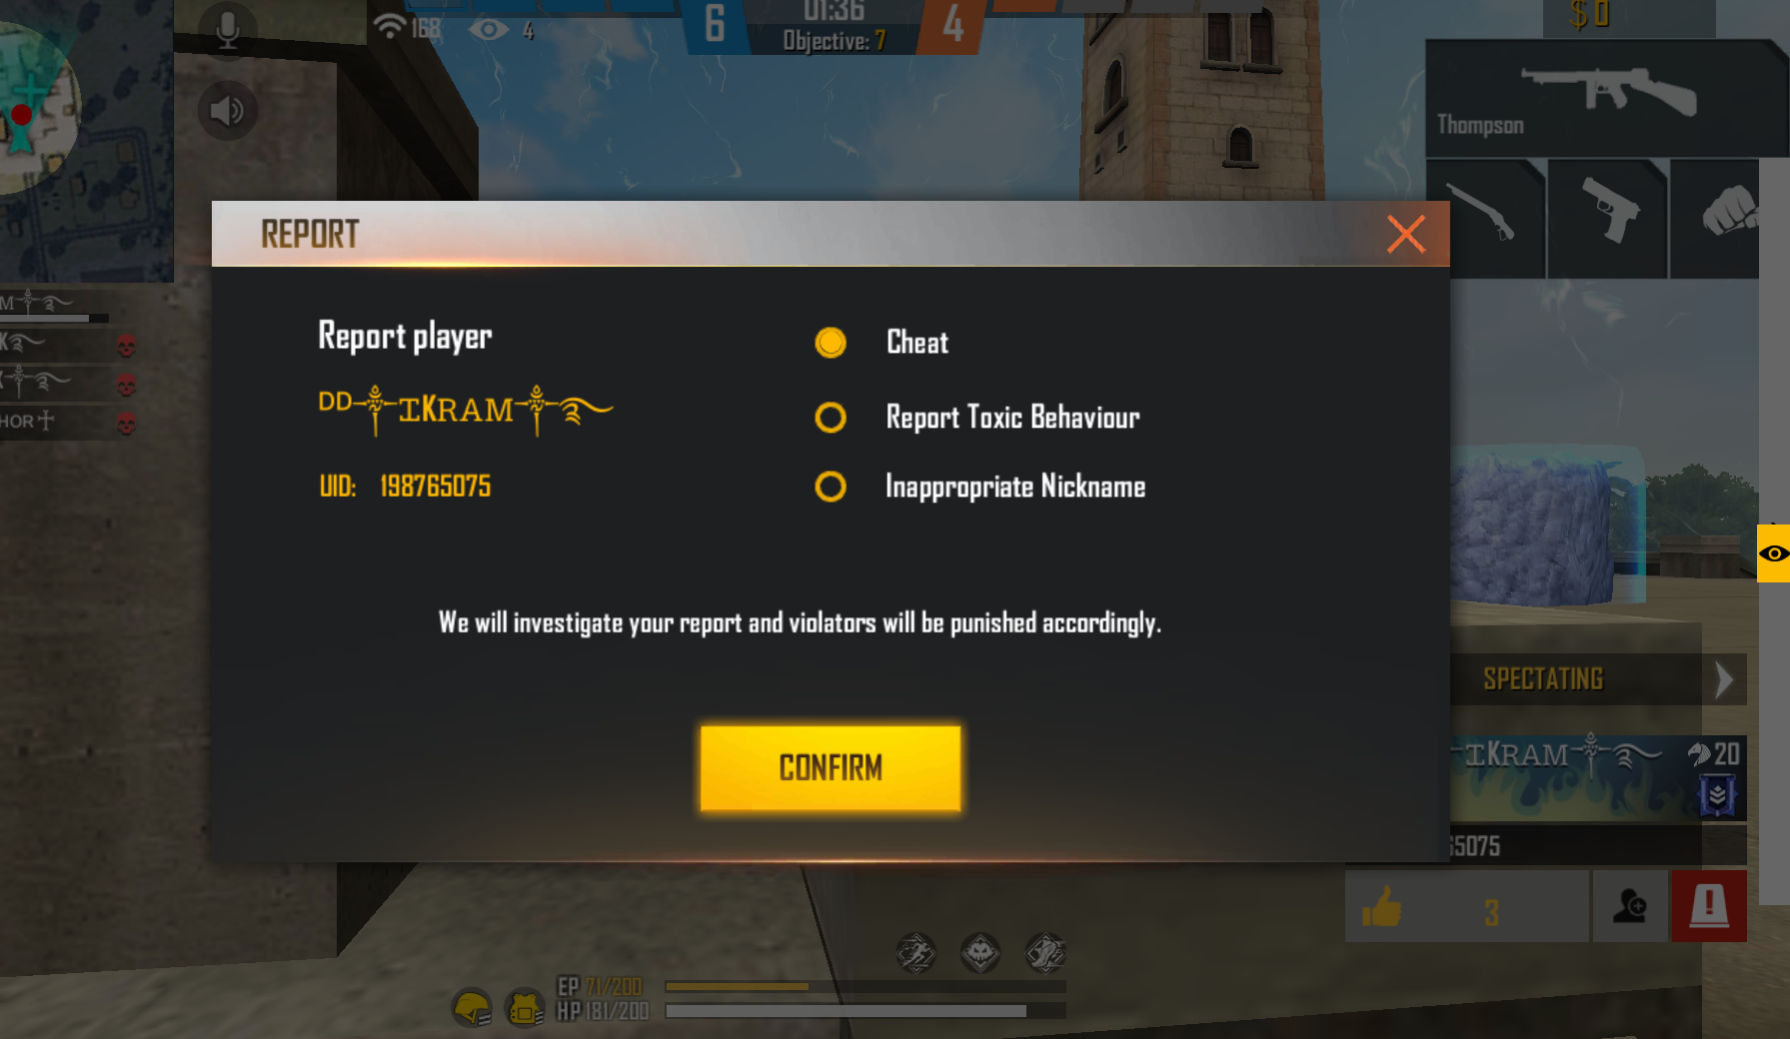 168
4
6
01:36
Objective: 7
4
$ 0
Thompson
REPORT
Report player
DD IKRAM
UID: 198765075
Cheat
Report Toxic Behaviour
Inappropriate Nickname
We will investigate your report and violators will be punished accordingly.
CONFIRM
SPECTATING
IKRAM
20
5075
3
EP 71/200
HP 181/200
M
K
HOR